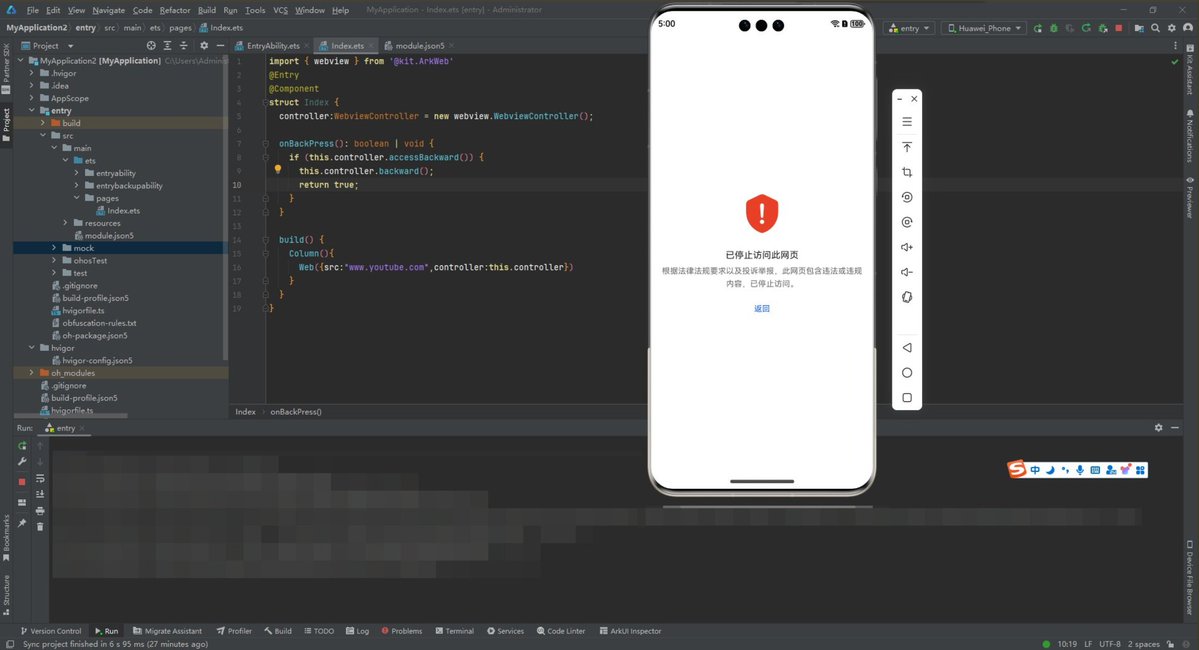 File Edit View Navigate Code Refactor Build Run Tools VCS Window Help MyApplication - Index.ets [entry] - Administrator
MyApplication2 entry src main ets pages Index.ets
entry Huawei_Phone
Project
EntryAbility.ets Index.ets module.json5
MyApplication2 [MyApplication] C:\Users\Adminis
.hvigor
.idea
AppScope
entry
build
src
main
ets
entryability
entrybackupability
pages
Index.ets
resources
module.json5
mock
ohosTest
test
.gitignore
build-profile.json5
hvigorfile.ts
obfuscation-rules.txt
oh-package.json5
hvigor
hvigor-config.json5
oh_modules
.gitignore
build-profile.json5
hvigorfile.ts
1 import { webview } from '@kit.ArkWeb'
2 @Entry
3 @Component
4 struct Index {
5 controller:WebviewController = new webview.WebviewController();
6
7 onBackPress(): boolean | void {
8 if (this.controller.accessBackward()) {
9 this.controller.backward();
10 return true;
11 }
12 }
13
14 build() {
15 Column(){
16 Web({src:"www.youtube.com",controller:this.controller})
17 }
18 }
19 }
Index onBackPress()
5:00
100
已停止访问此网页
根据法律法规要求以及投诉举报，此网页包含违法或违规
内容，已停止访问。
返回
Partner SDK
Project
Bookmarks
Structure
Kit Assistant
Notifications
Previewer
Device File Browser
Run: entry
S 中
Version Control Run Migrate Assistant Profiler Build TODO Log Problems Terminal Services Code Linter ArkUI Inspector
Sync project finished in 6 s 95 ms (27 minutes ago)
10:19 LF UTF-8 2 spaces